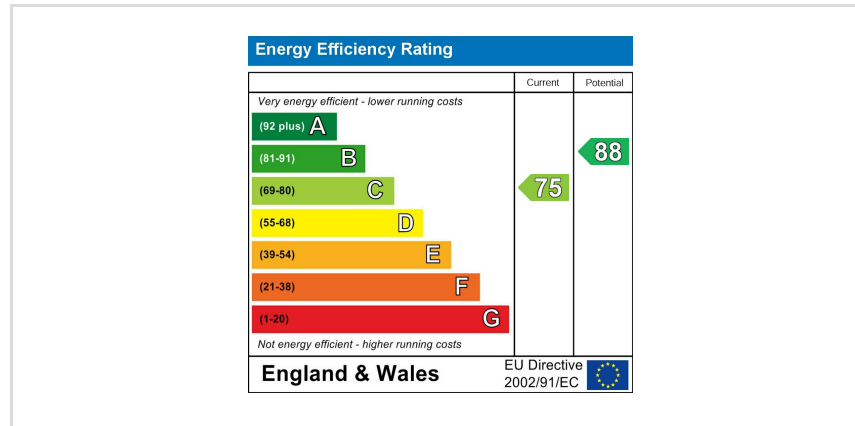 Energy Efficiency Rating
Current Potential
Very energy efficient - lower running costs
(92 plus) A
(81-91) B 88
(69-80) C 75
(55-68) D
(39-54) E
(21-38) F
(1-20) G
Not energy efficient - higher running costs
England & Wales
EU Directive
2002/91/EC